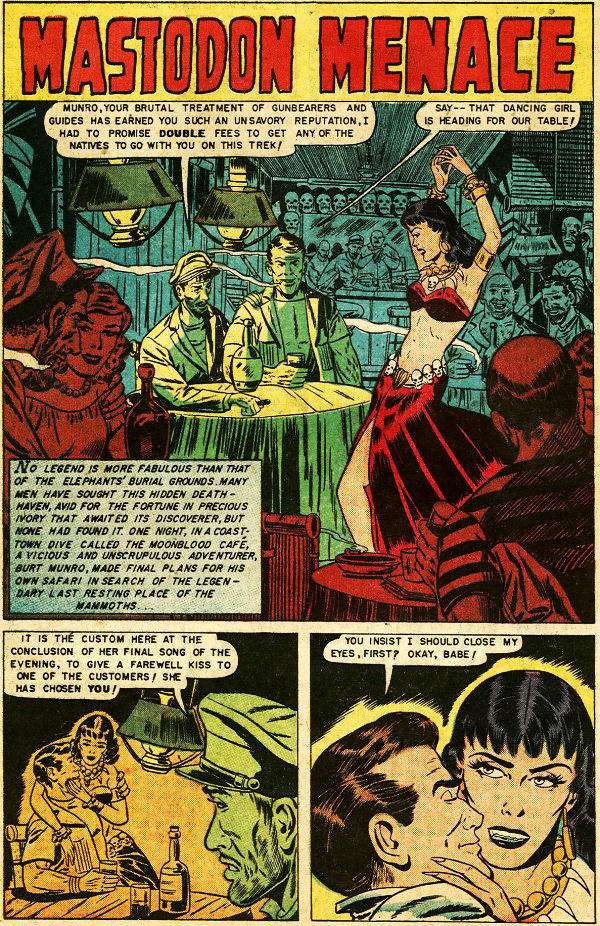 MASTODON MENACE
MUNRO, YOUR BRUTAL TREATMENT OF GUNBEARERS AND
GUIDES HAS EARNED YOU SUCH AN UNSAVORY REPUTATION, I
HAD TO PROMISE DOUBLE FEES TO GET ANY OF THE
NATIVES TO GO WITH YOU ON THIS TREK!
SAY-- THAT DANCING GIRL
IS HEADING FOR OUR TABLE!
NO LEGEND IS MORE FABULOUS THAN THAT
OF THE ELEPHANTS' BURIAL GROUNDS. MANY
MEN HAVE SOUGHT THIS HIDDEN DEATH-
HAVEN, AVID FOR THE FORTUNE IN PRECIOUS
IVORY THAT AWAITED ITS DISCOVERER, BUT
NONE HAD FOUND IT. ONE NIGHT, IN A COAST-
TOWN DIVE CALLED THE MOONBLOOD CAFÉ,
A VICIOUS AND UNSCRUPULOUS ADVENTURER,
BURT MUNRO, MADE FINAL PLANS FOR HIS
OWN SAFARI IN SEARCH OF THE LEGEN-
DARY LAST RESTING PLACE OF THE
MAMMOTHS...
IT IS THE CUSTOM HERE AT THE
CONCLUSION OF HER FINAL SONG OF THE
EVENING, TO GIVE A FAREWELL KISS TO
ONE OF THE CUSTOMERS! SHE
HAS CHOSEN YOU!
YOU INSIST I SHOULD CLOSE MY
EYES, FIRST? OKAY, BABE!